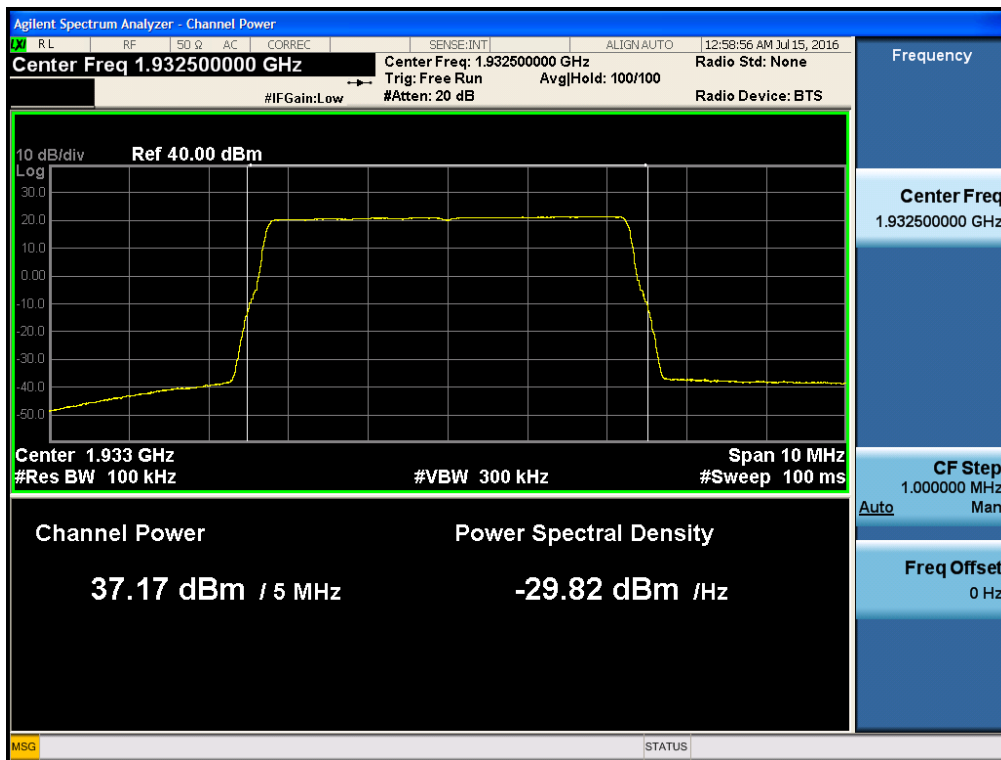 Agilent Spectrum Analyzer - Channel Power
LXI RL RF 50 Ω AC CORREC SENSE:INT ALIGN AUTO 12:58:56 AM Jul 15, 2016
Center Freq 1.932500000 GHz
Center Freq: 1.932500000 GHz
Radio Std: None
Trig: Free Run
Avg|Hold: 100/100
#IFGain:Low
#Atten: 20 dB
Radio Device: BTS
10 dB/div Ref 40.00 dBm
Log
30.0
20.0
10.0
0.00
-10.0
-20.0
-30.0
-40.0
-50.0
Center 1.933 GHz Span 10 MHz
#Res BW 100 kHz #VBW 300 kHz #Sweep 100 ms
Channel Power
Power Spectral Density
37.17 dBm / 5 MHz
-29.82 dBm /Hz
Frequency
Center Freq
1.932500000 GHz
CF Step
1.000000 MHz
Auto Man
Freq Offset
0 Hz
MSG STATUS